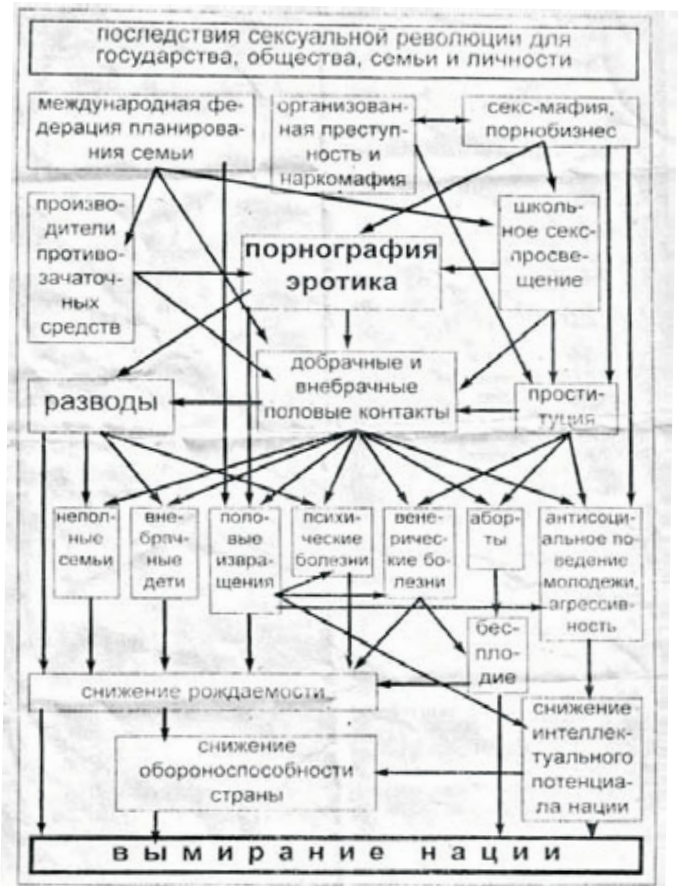 последствия сексуальной революции для
государства, общества, семьи и личности
международная фе-
дерация планирова-
ния семьи
организован-
ная преступ-
ность и
наркомафия
секс-мафия,
порнобизнес
произво-
дители
противо-
зачаточ-
ных
средств
порнография
эротика
школь-
ное секс-
просве-
щение
добрачные и
внебрачные
половые контакты
разводы
прости-
туция
непол-
ные
семьи
вне-
брач-
ные
дети
поло-
вые
извра-
щения
психи-
ческие
болезни
вене-
ричес-
кие бо-
лезни
абор-
ты
антисоци-
альное по-
ведение
молодежи,
агрессив-
ность
бес-
пло-
дие
снижение рождаемости
снижение
интеллек-
туального
потенциа-
ла нации
снижение
обороноспособности
страны
вымирание нации